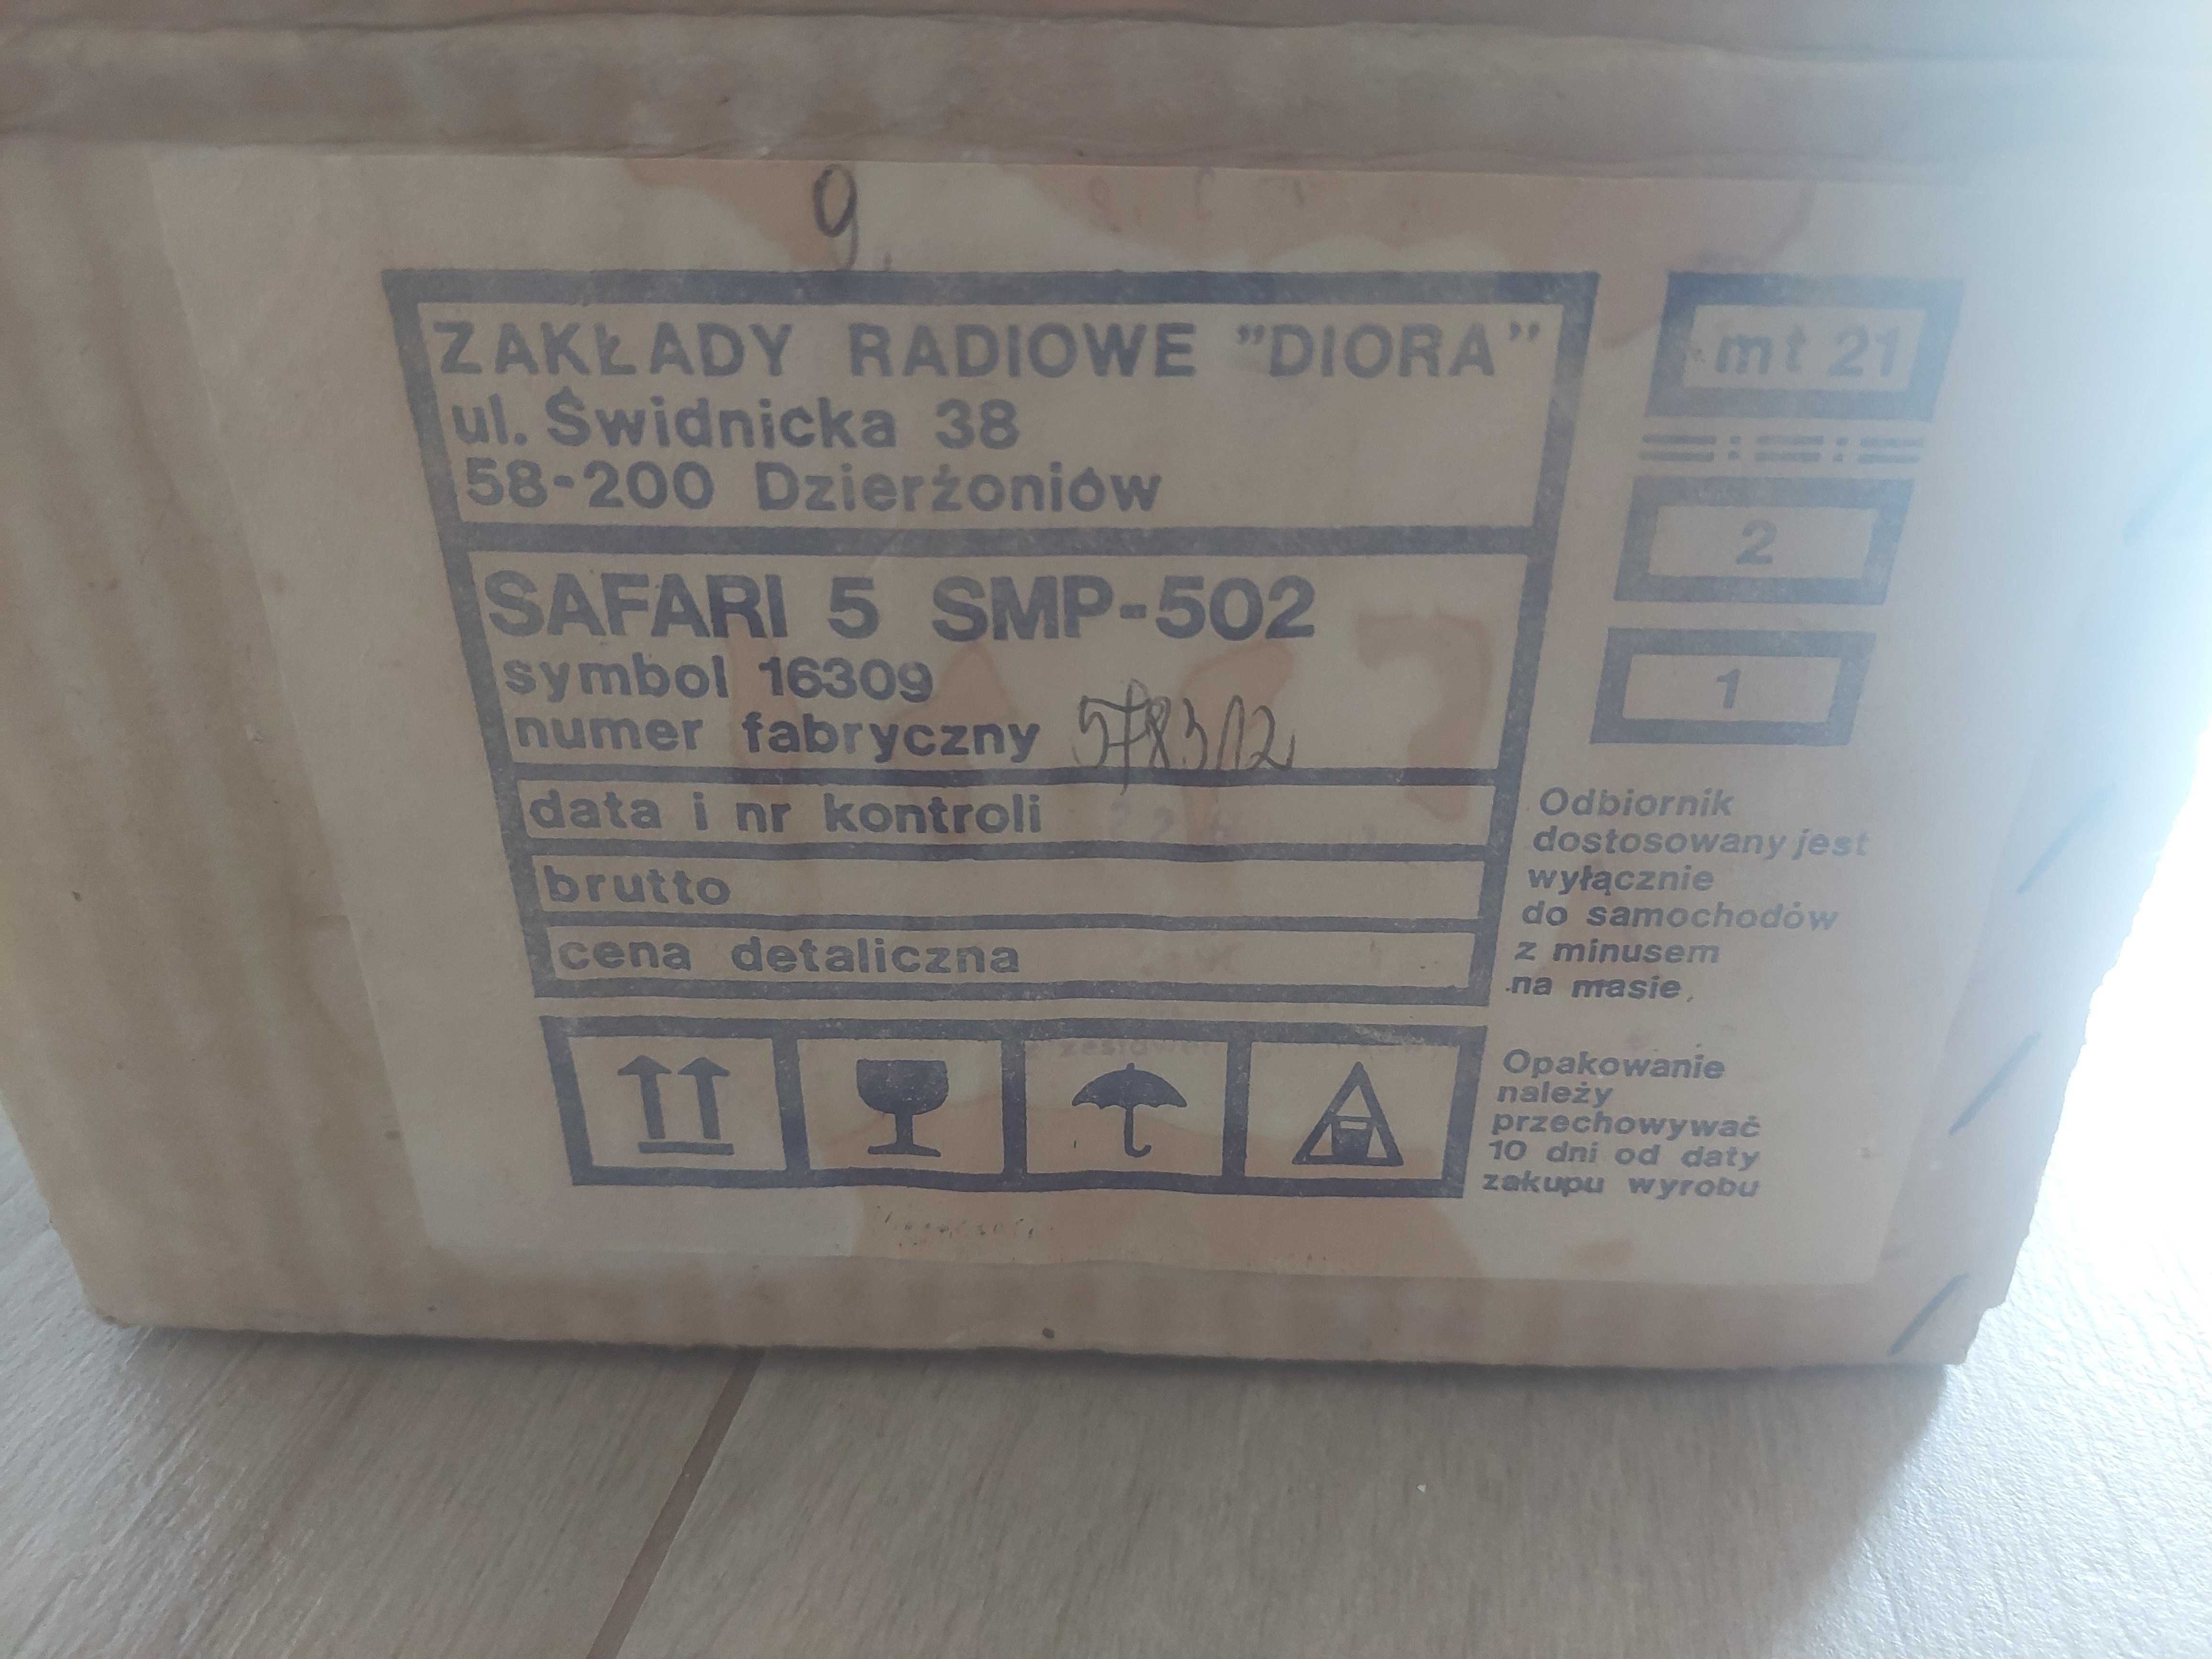 9
ZAKŁADY RADIOWE "DIORA"
ul. Świdnicka 38
58-200 Dzierżoniów
SAFARI 5 SMP-502
symbol 16309
numer fabryczny 578312
data i nr kontroli
brutto
cena detaliczna
mt 21
2
1
Odbiornik
dostosowany jest
wyłącznie
do samochodów
z minusem
na masie,
Opakowanie
należy
przechowywać
10 dni od daty
zakupu wyrobu